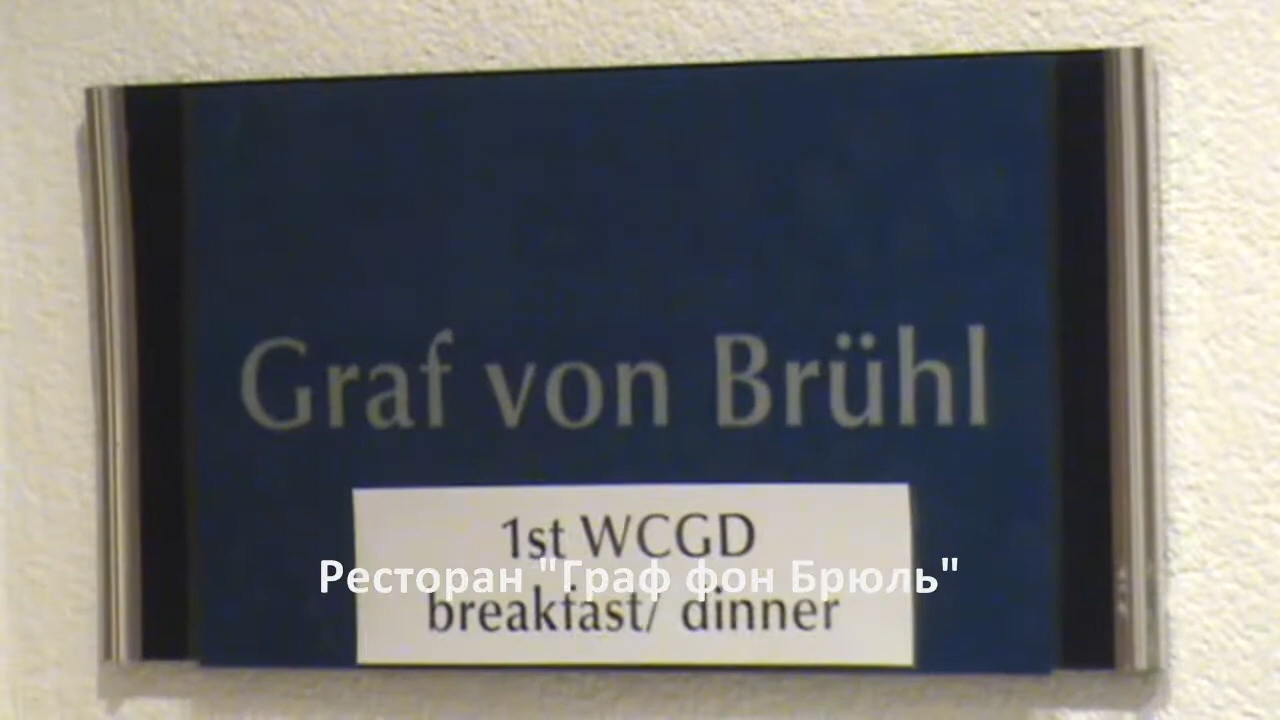 Graf von Brühl
1st WCGD
Ресторан "Граф фон Брюль"
breakfast/ dinner